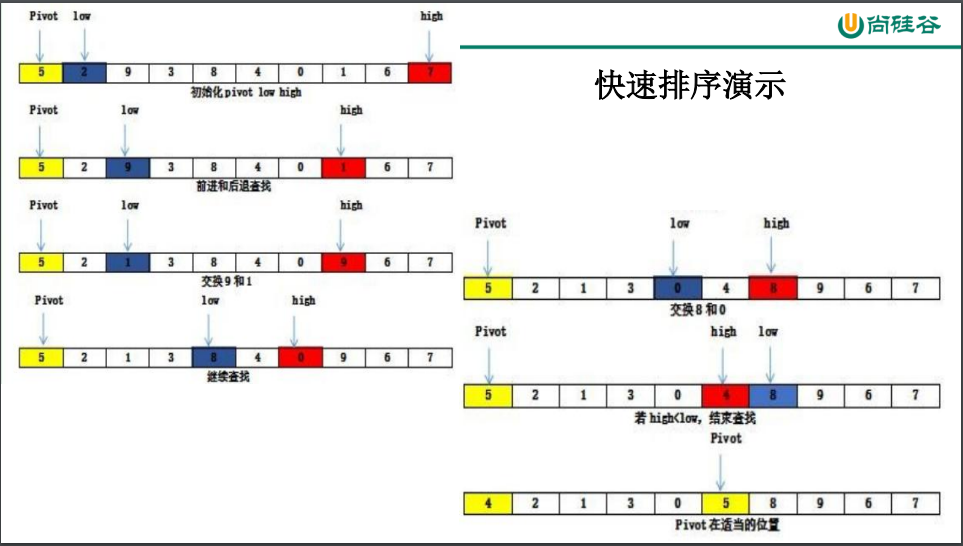 尚硅谷
快速排序演示
Pivot low high
5 2 9 3 8 4 0 1 6 7
初始化pivot low high
Pivot low high
5 2 9 3 8 4 0 1 6 7
前进和后退查找
Pivot low high
5 2 1 3 8 4 0 9 6 7
交换9和1
Pivot low high
5 2 1 3 8 4 0 9 6 7
继续查找
Pivot low high
5 2 1 3 0 4 8 9 6 7
交换8和0
Pivot high low
5 2 1 3 0 4 8 9 6 7
若high<low，结束查找
Pivot
4 2 1 3 0 5 8 9 6 7
Pivot在适当的位置